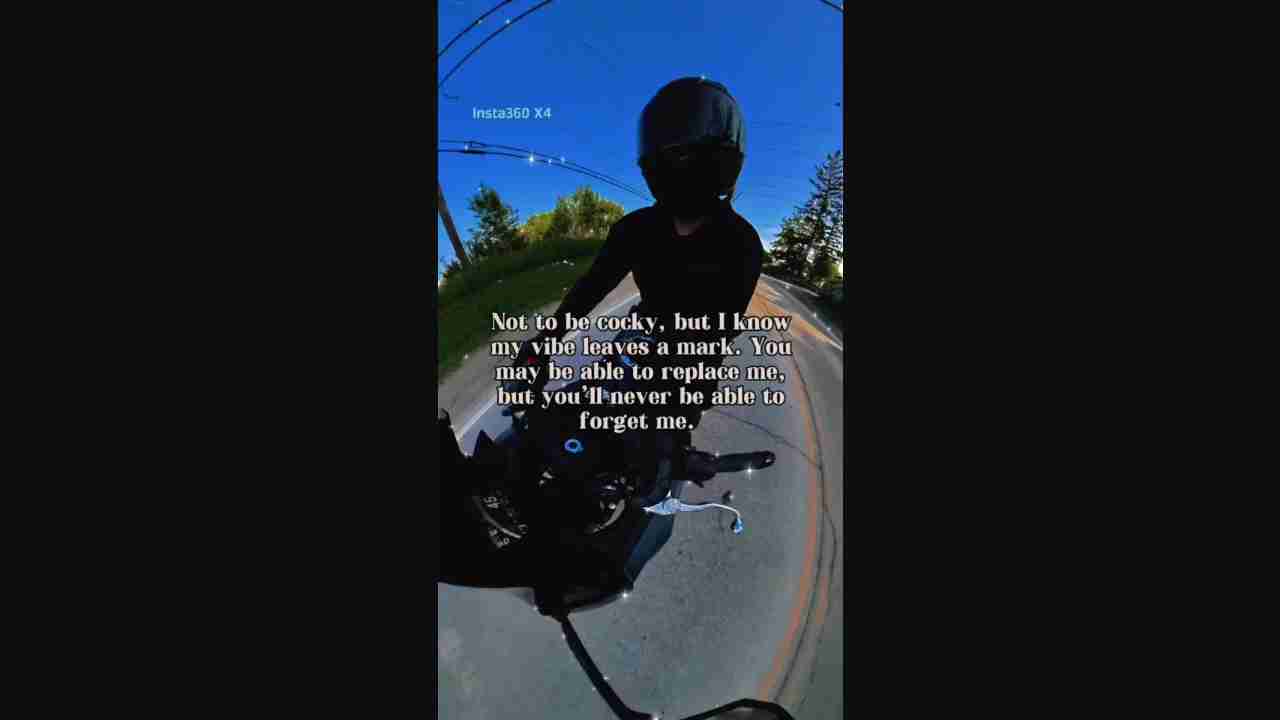 Insta360 X4
Not to be cocky, but I know
my vibe leaves a mark. You
may be able to replace me,
but you'll never be able to
forget me.